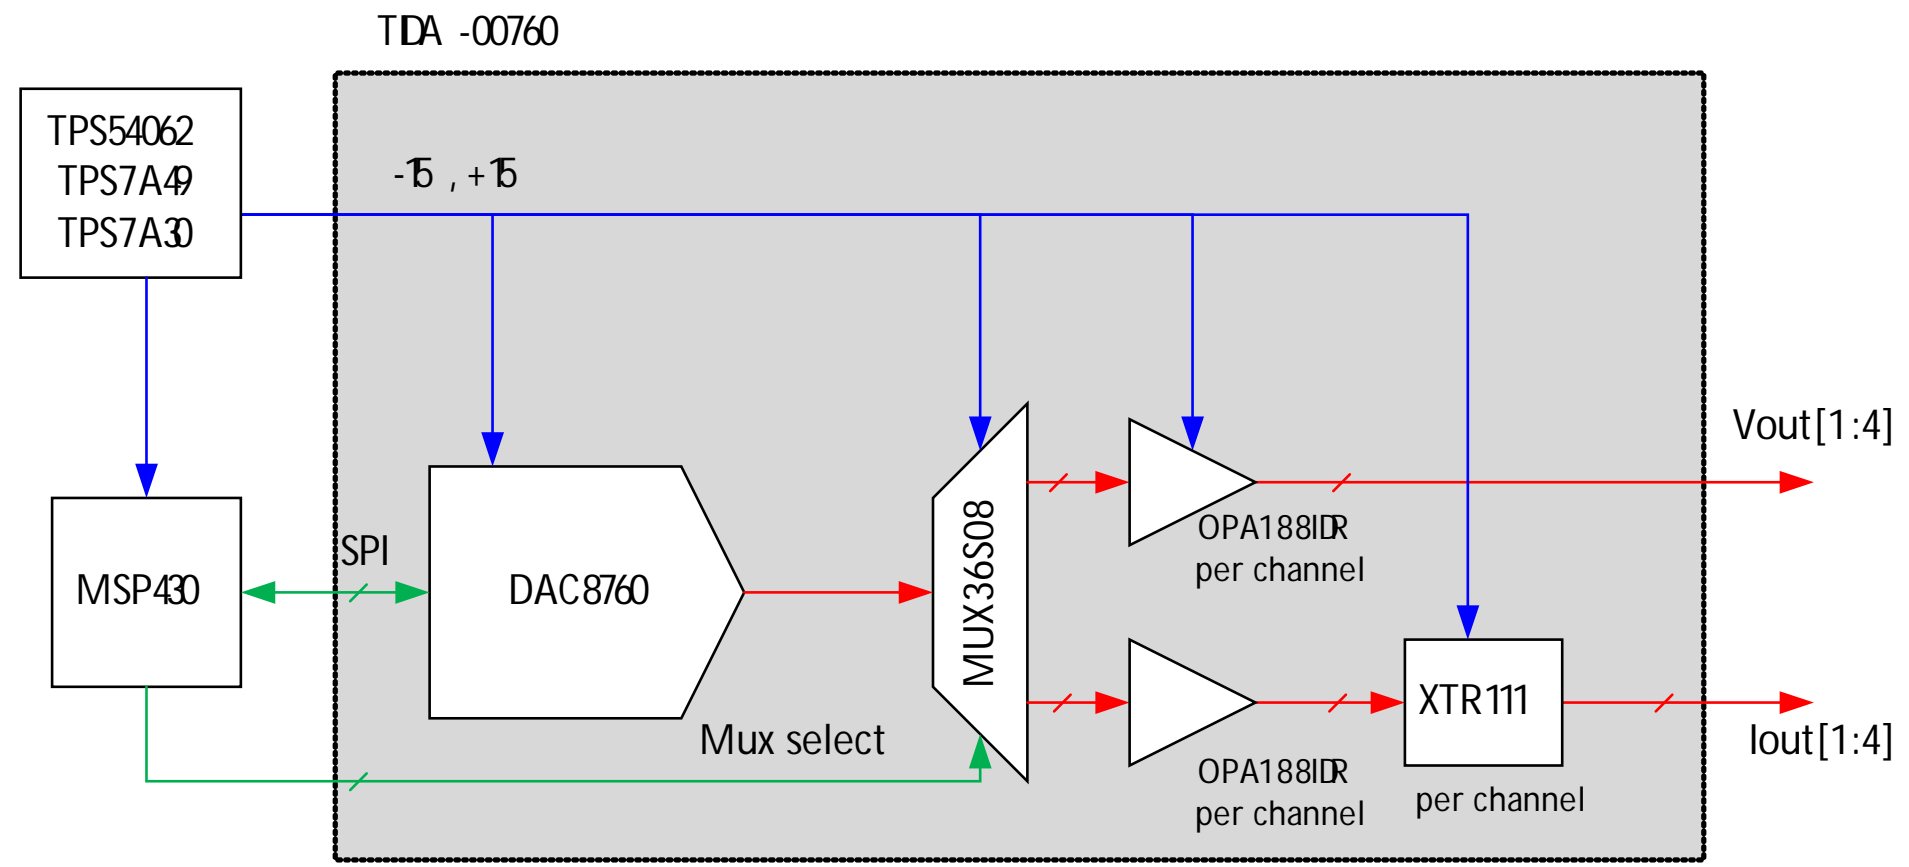 TIDA -00760
TPS54062
TPS7A49
TPS7A30
-15 , +15
Vout[1:4]
MUX36S08
OPA188IDR
per channel
SPI
MSP430
DAC8760
XTR111
Mux select
Iout[1:4]
OPA188IDR
per channel
per channel